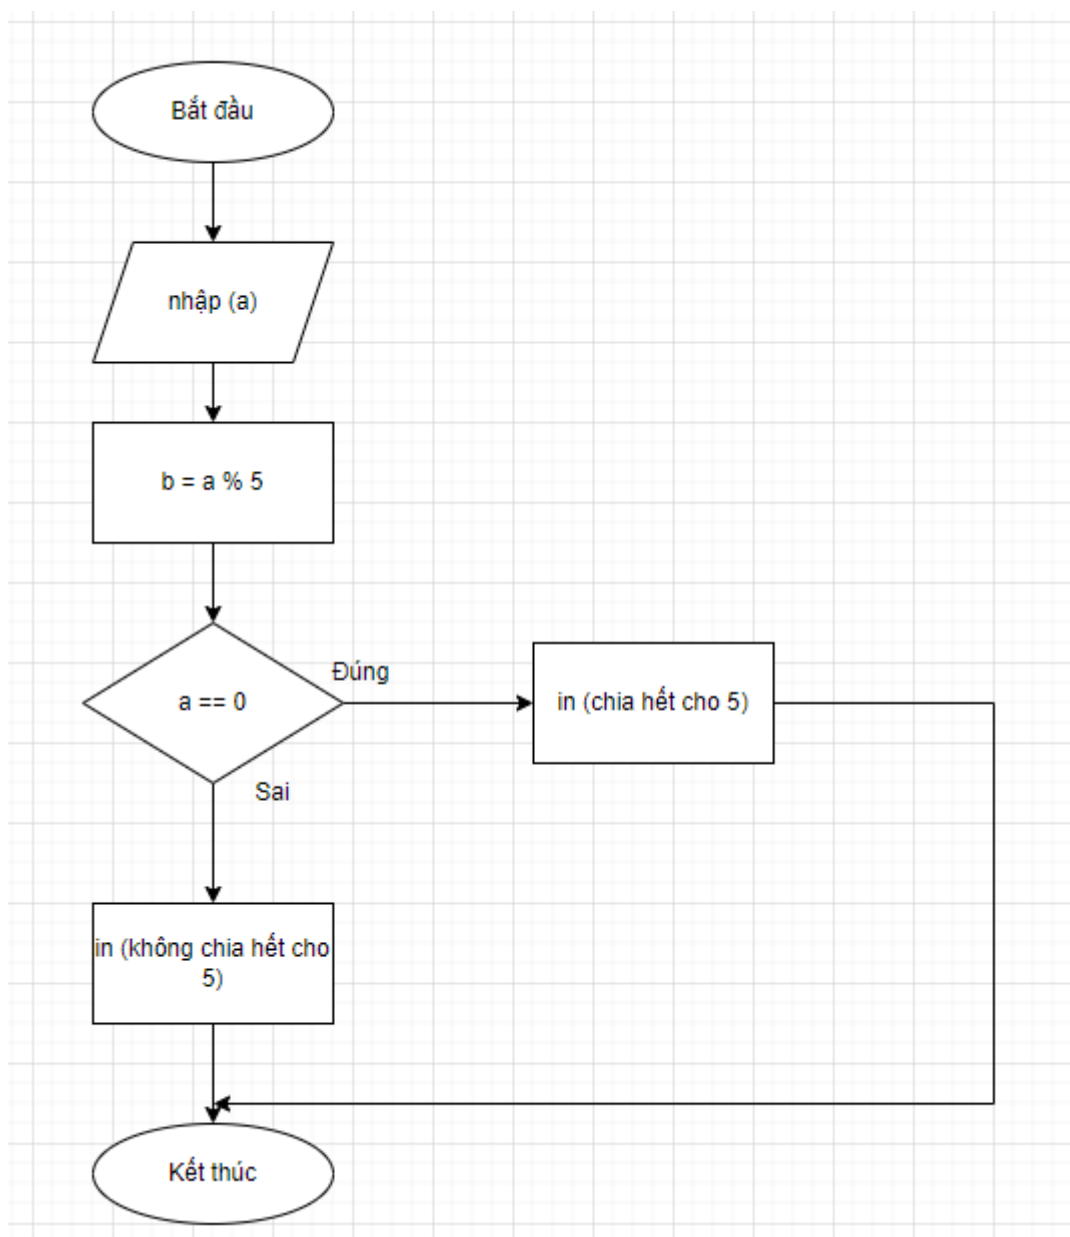 Bắt đầu
nhập (a)
b = a % 5
a == 0
Đúng
in (chia hết cho 5)
Sai
in (không chia hết cho
5)
Kết thúc